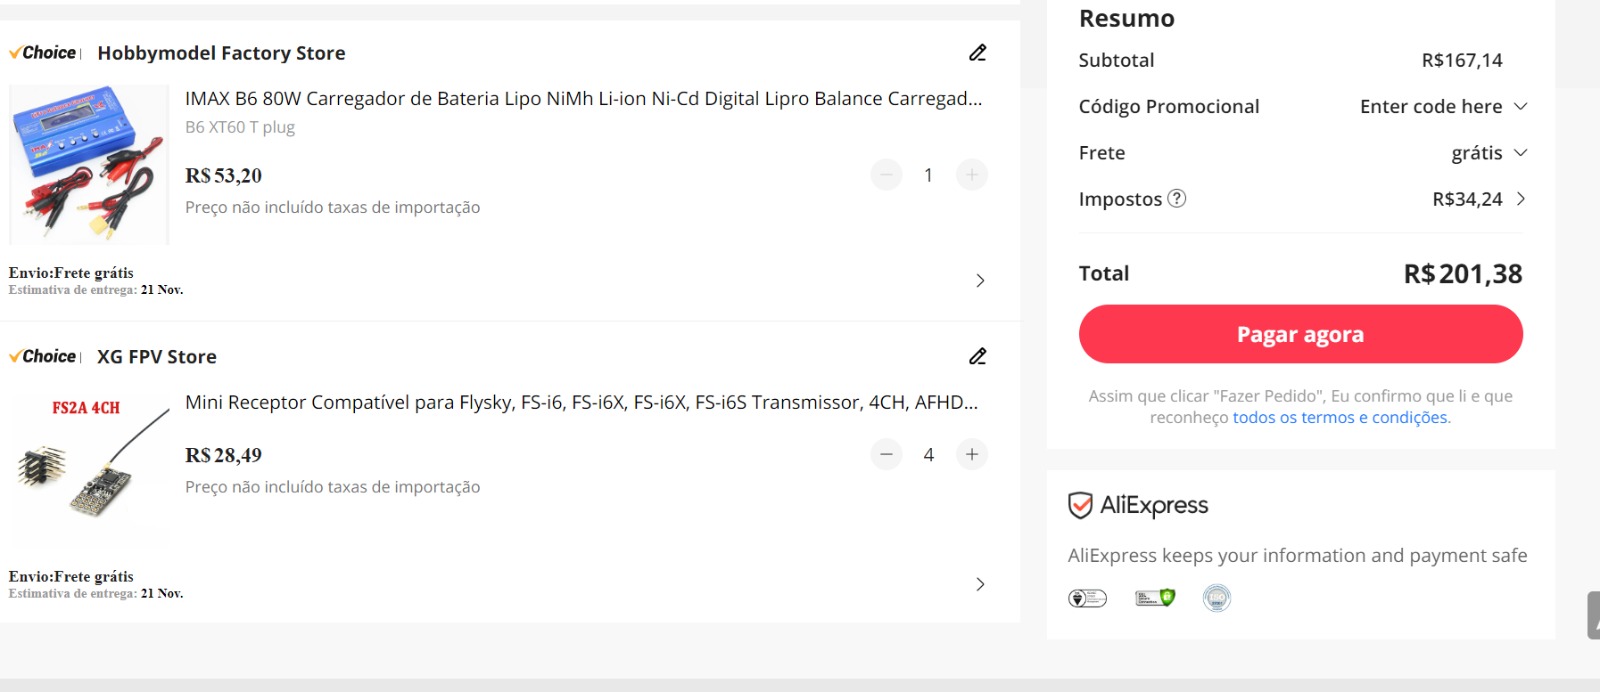 Choice Hobbymodel Factory Store
IMAX B6 80W Carregador de Bateria Lipo NiMh Li-ion Ni-Cd Digital Lipro Balance Carregad...
B6 XT60 T plug
R$53,20
1
Preço não incluído taxas de importação
Envio:Frete grátis
Estimativa de entrega: 21 Nov.
Choice XG FPV Store
FS2A 4CH
Mini Receptor Compatível para Flysky, FS-i6, FS-i6X, FS-i6X, FS-i6S Transmissor, 4CH, AFHD...
R$28,49
4
Preço não incluído taxas de importação
Envio:Frete grátis
Estimativa de entrega: 21 Nov.
Resumo
Subtotal R$167,14
Código Promocional Enter code here
Frete grátis
Impostos ? R$34,24
Total R$201,38
Pagar agora
Assim que clicar "Fazer Pedido", Eu confirmo que li e que
reconheço todos os termos e condições.
AliExpress
AliExpress keeps your information and payment safe